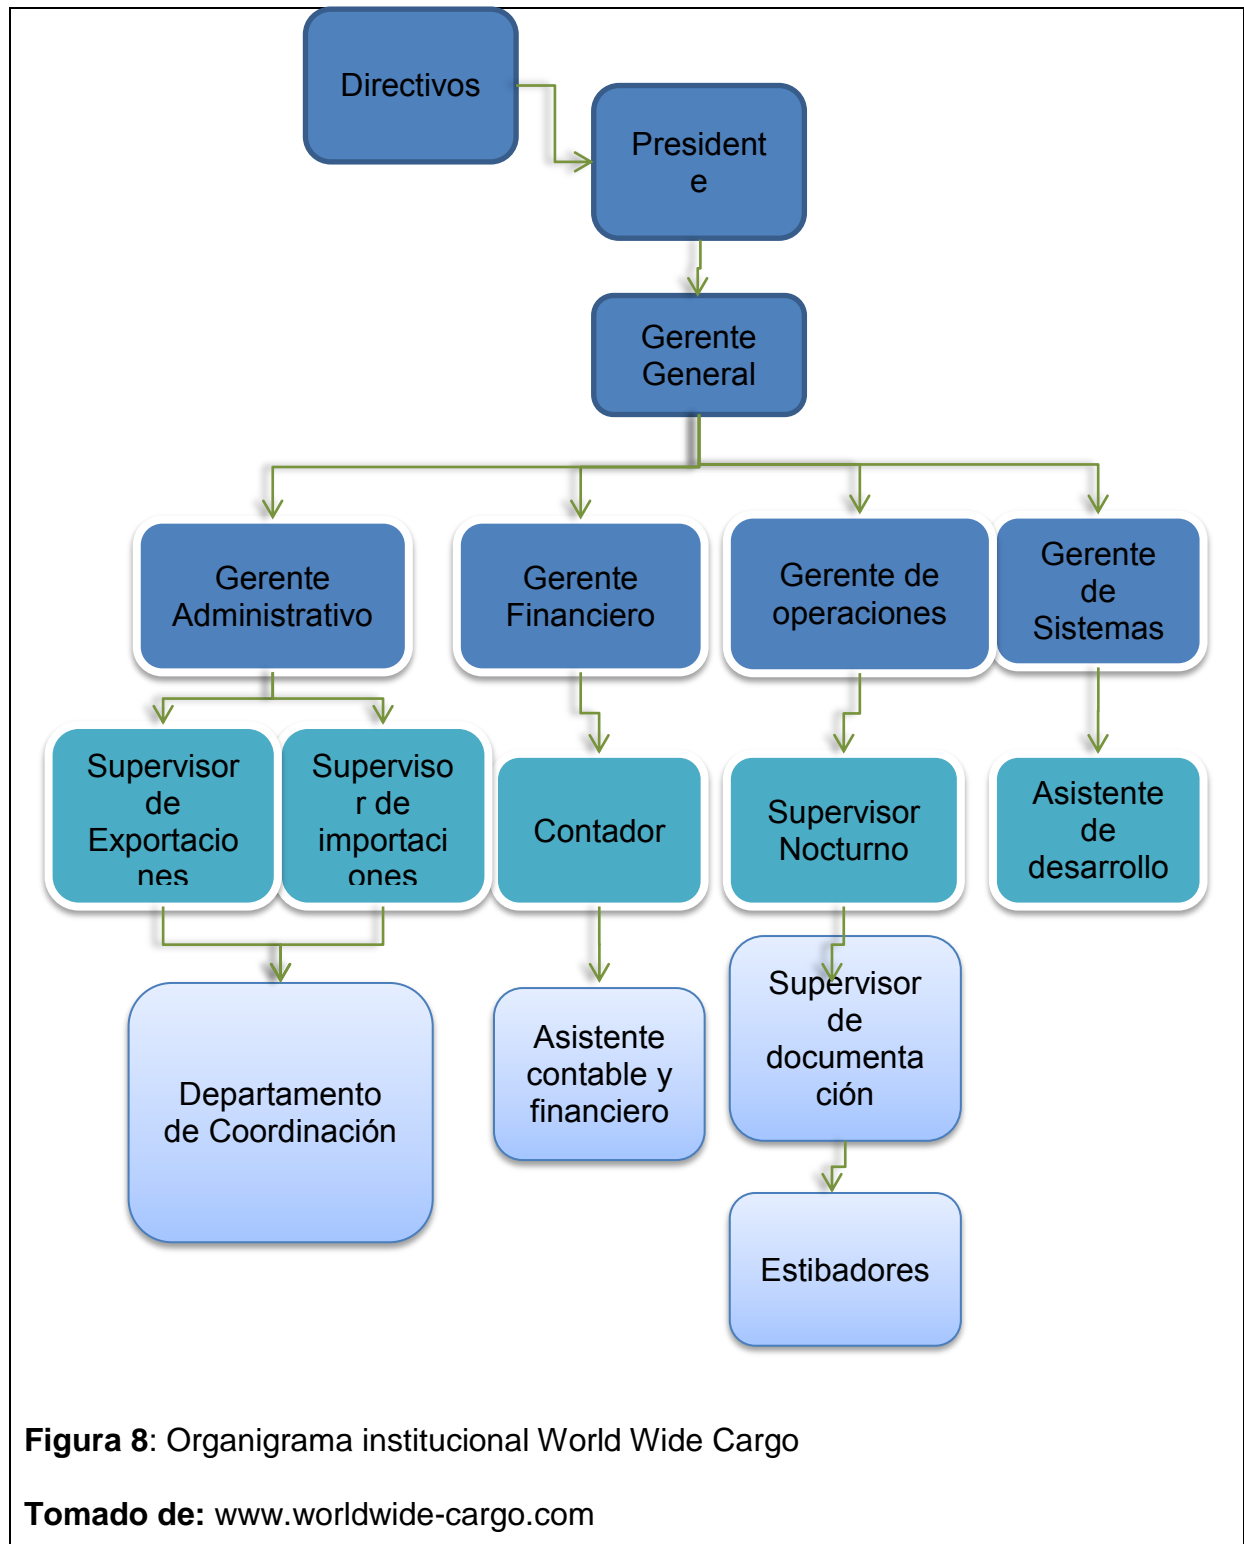 Directivos
President
e
Gerente
General
Gerente
Administrativo
Gerente
Financiero
Gerente de
operaciones
Gerente
de
Sistemas
Supervisor
de
Exportacio
nes
Superviso
r de
importaci
ones
Contador
Supervisor
Nocturno
Asistente
de
desarrollo
Departamento
de Coordinación
Asistente
contable y
financiero
Supervisor
de
documenta
ción
Estibadores
Figura 8: Organigrama institucional World Wide Cargo
Tomado de: www.worldwide-cargo.com